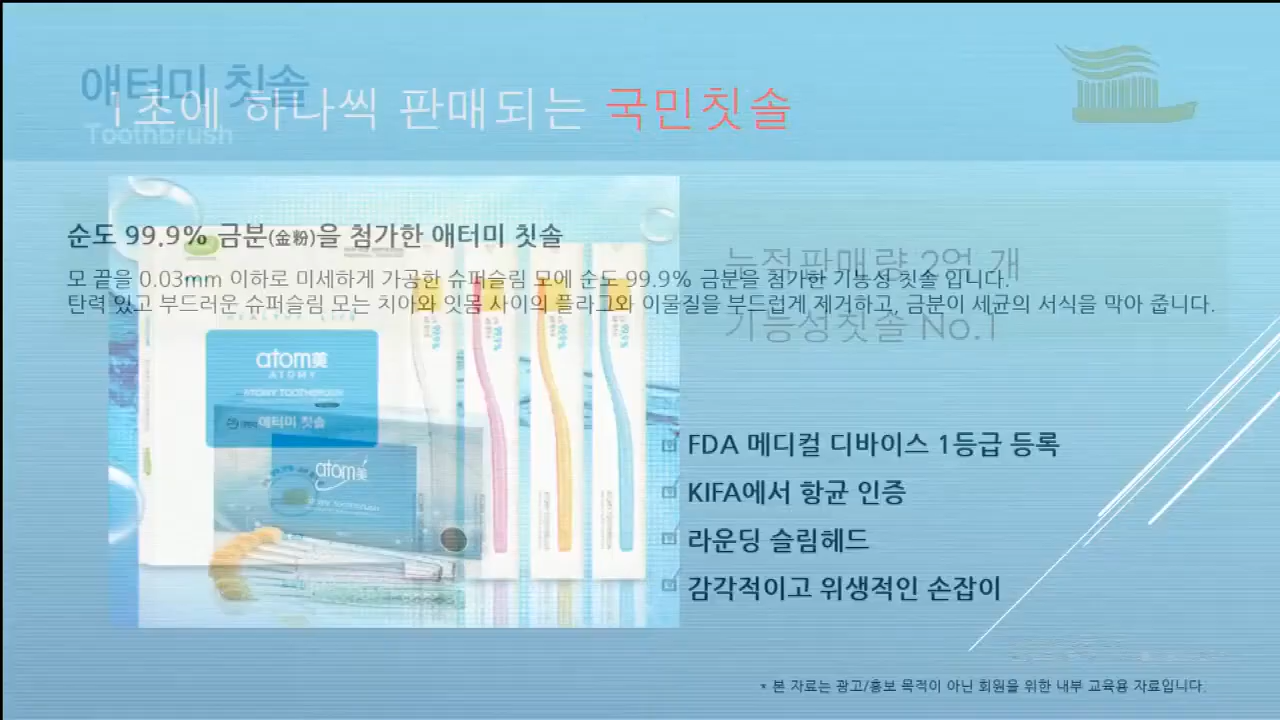 애터미 칫솔
1초에 하나씩 판매되는 국민칫솔
Toothbrush
순도 99.9% 금분(金粉)을 첨가한 애터미 칫솔
모 끝을 0.03mm 이하로 미세하게 가공한 슈퍼슬림 모에 순도 99.9% 금분을 첨가한 기능성 칫솔 입니다.
탄력 있고 부드러운 슈퍼슬림 모는 치아와 잇몸 사이의 플라그와 이물질을 부드럽게 제거하고, 금분이 세균의 서식을 막아 줍니다.
누적판매량 2억 개
기능성칫솔 No.1
HEALTHY LIFE
atom美
ATOMY
ATOMY TOOTHBRUSH
애터미 칫솔
atom美
99.9%
99.9%
99.9%
99.9%
FDA 메디컬 디바이스 1등급 등록
KIFA에서 항균 인증
라운딩 슬림헤드
감각적이고 위생적인 손잡이
* 본 자료는 광고/홍보 목적이 아닌 회원을 위한 내부 교육용 자료입니다.